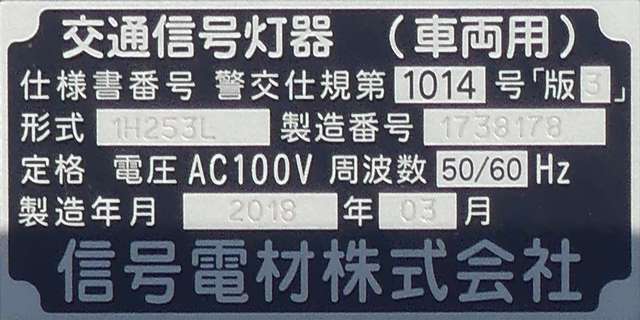 交通信号灯器　（車両用）
仕様書番号　警交仕規第 1014 号「版3」
形式 1H253L 製造番号 1738178
定格　電圧 AC100V 周波数 50/60 Hz
製造年月 2018 年 03 月
信号電材株式会社